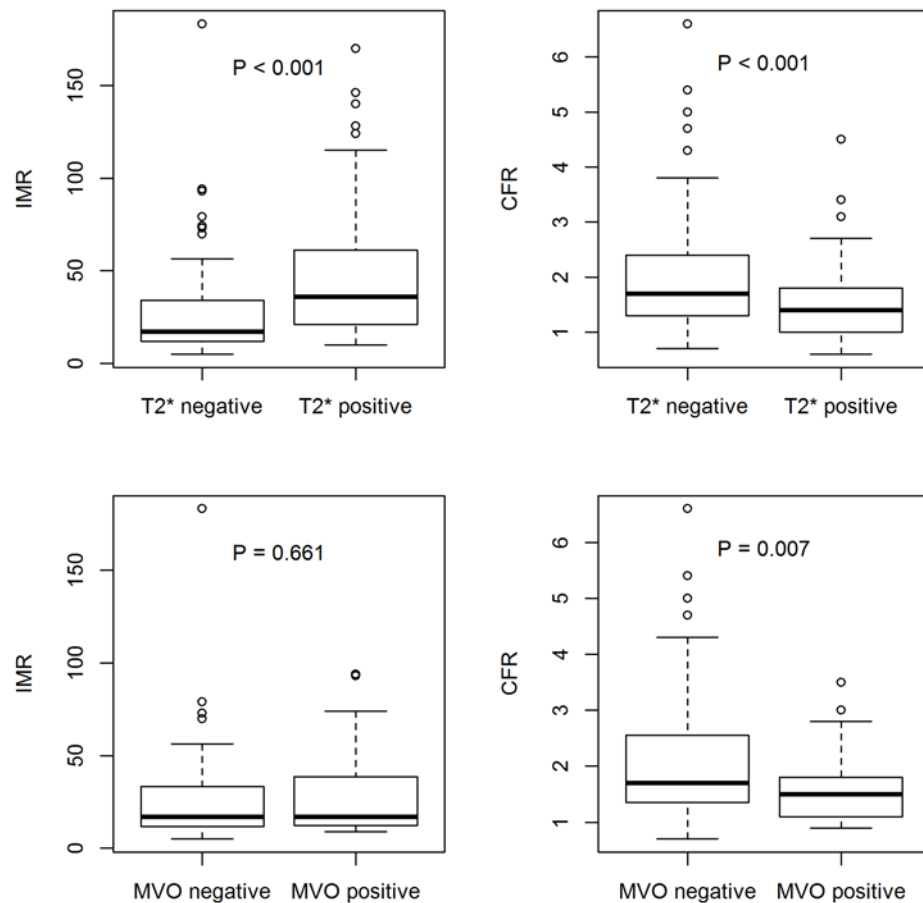 P < 0.001
IMR
0
50
100
150
T2* negative
T2* positive
P < 0.001
CFR
1
2
3
4
5
6
T2* negative
T2* positive
P = 0.661
IMR
0
50
100
150
MVO negative
MVO positive
P = 0.007
CFR
1
2
3
4
5
6
MVO negative
MVO positive